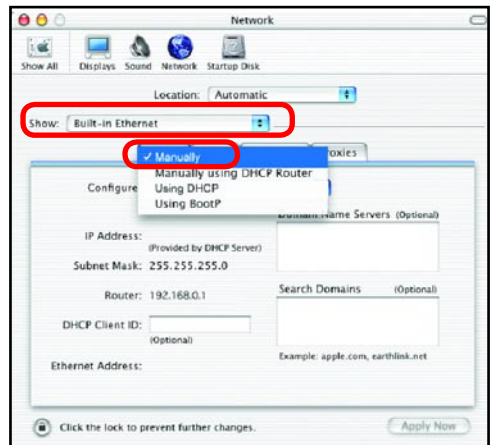 Network
Show All Displays Sound Network Startup Disk
Location: Automatic
Show: Built-in Ethernet
✓ Manually
Manually using DHCP Router
Using DHCP
Using BootP
Proxies
Configure
Domain Name Servers (Optional)
IP Address:
(Provided by DHCP Server)
Subnet Mask: 255.255.255.0
Router: 192.168.0.1
Search Domains (Optional)
DHCP Client ID:
(Optional)
Example: apple.com, earthlink.net
Ethernet Address:
Click the lock to prevent further changes.
Apply Now